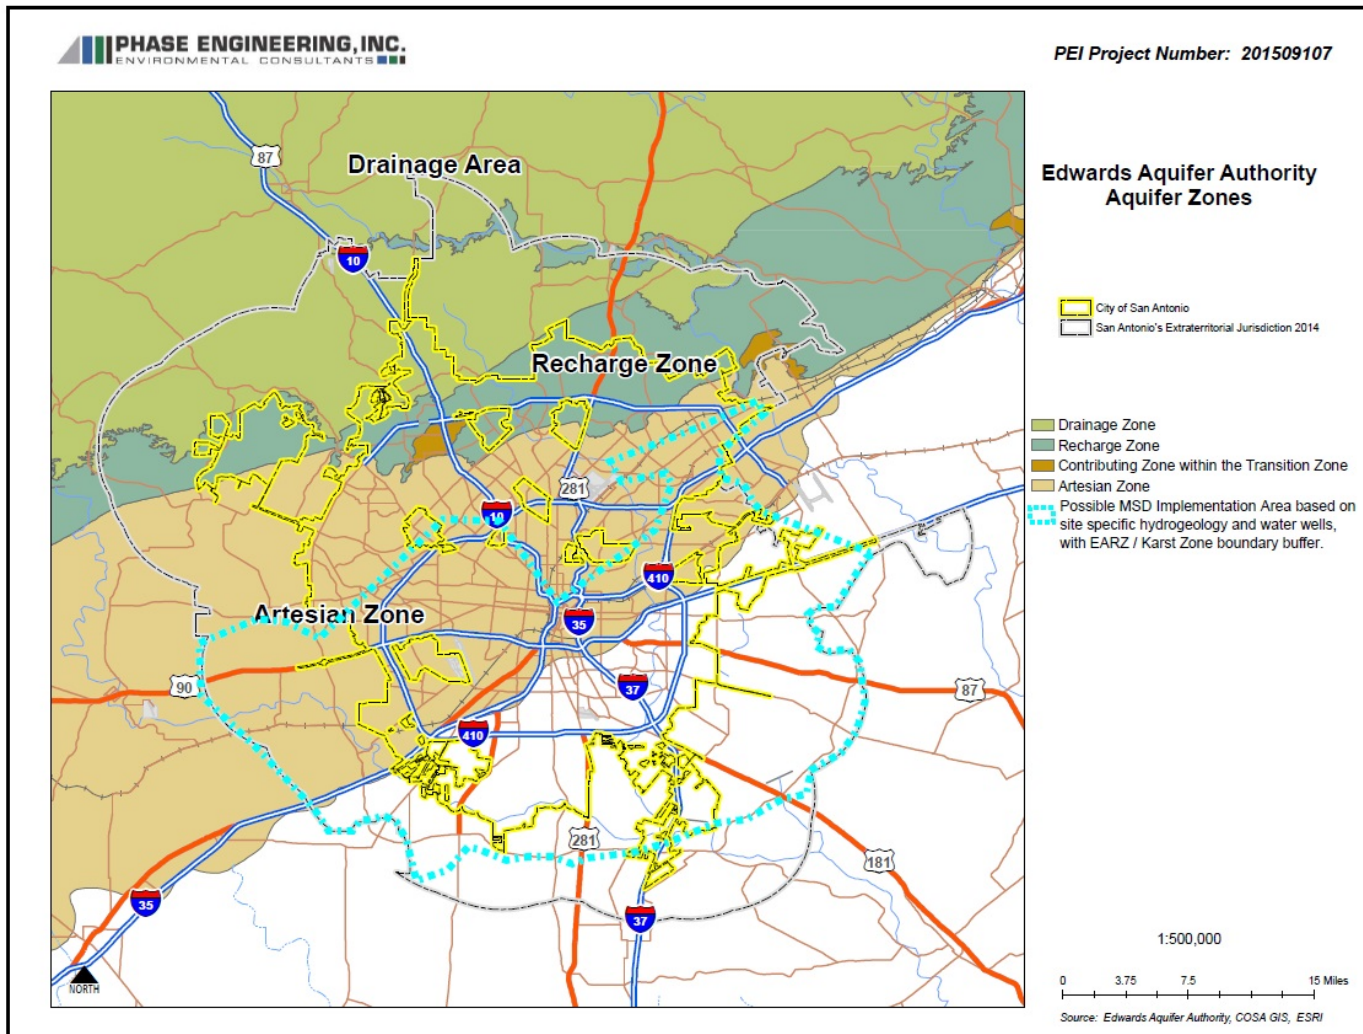 PHASE ENGINEERING, INC.
ENVIRONMENTAL CONSULTANTS
PEI Project Number: 201509107
Edwards Aquifer Authority
Aquifer Zones
City of San Antonio
San Antonio's Extraterritorial Jurisdiction 2014
Drainage Zone
Recharge Zone
Contributing Zone within the Transition Zone
Artesian Zone
Possible MSD Implementation Area based on
site specific hydrogeology and water wells,
with EARZ / Karst Zone boundary buffer.
87
Drainage Area
10
Recharge Zone
281
10
410
Artesian Zone
35
90
37
87
410
281
181
35
37
NORTH
1:500,000
0 3.75 7.5 15 Miles
Source: Edwards Aquifer Authority, COSA GIS, ESRI